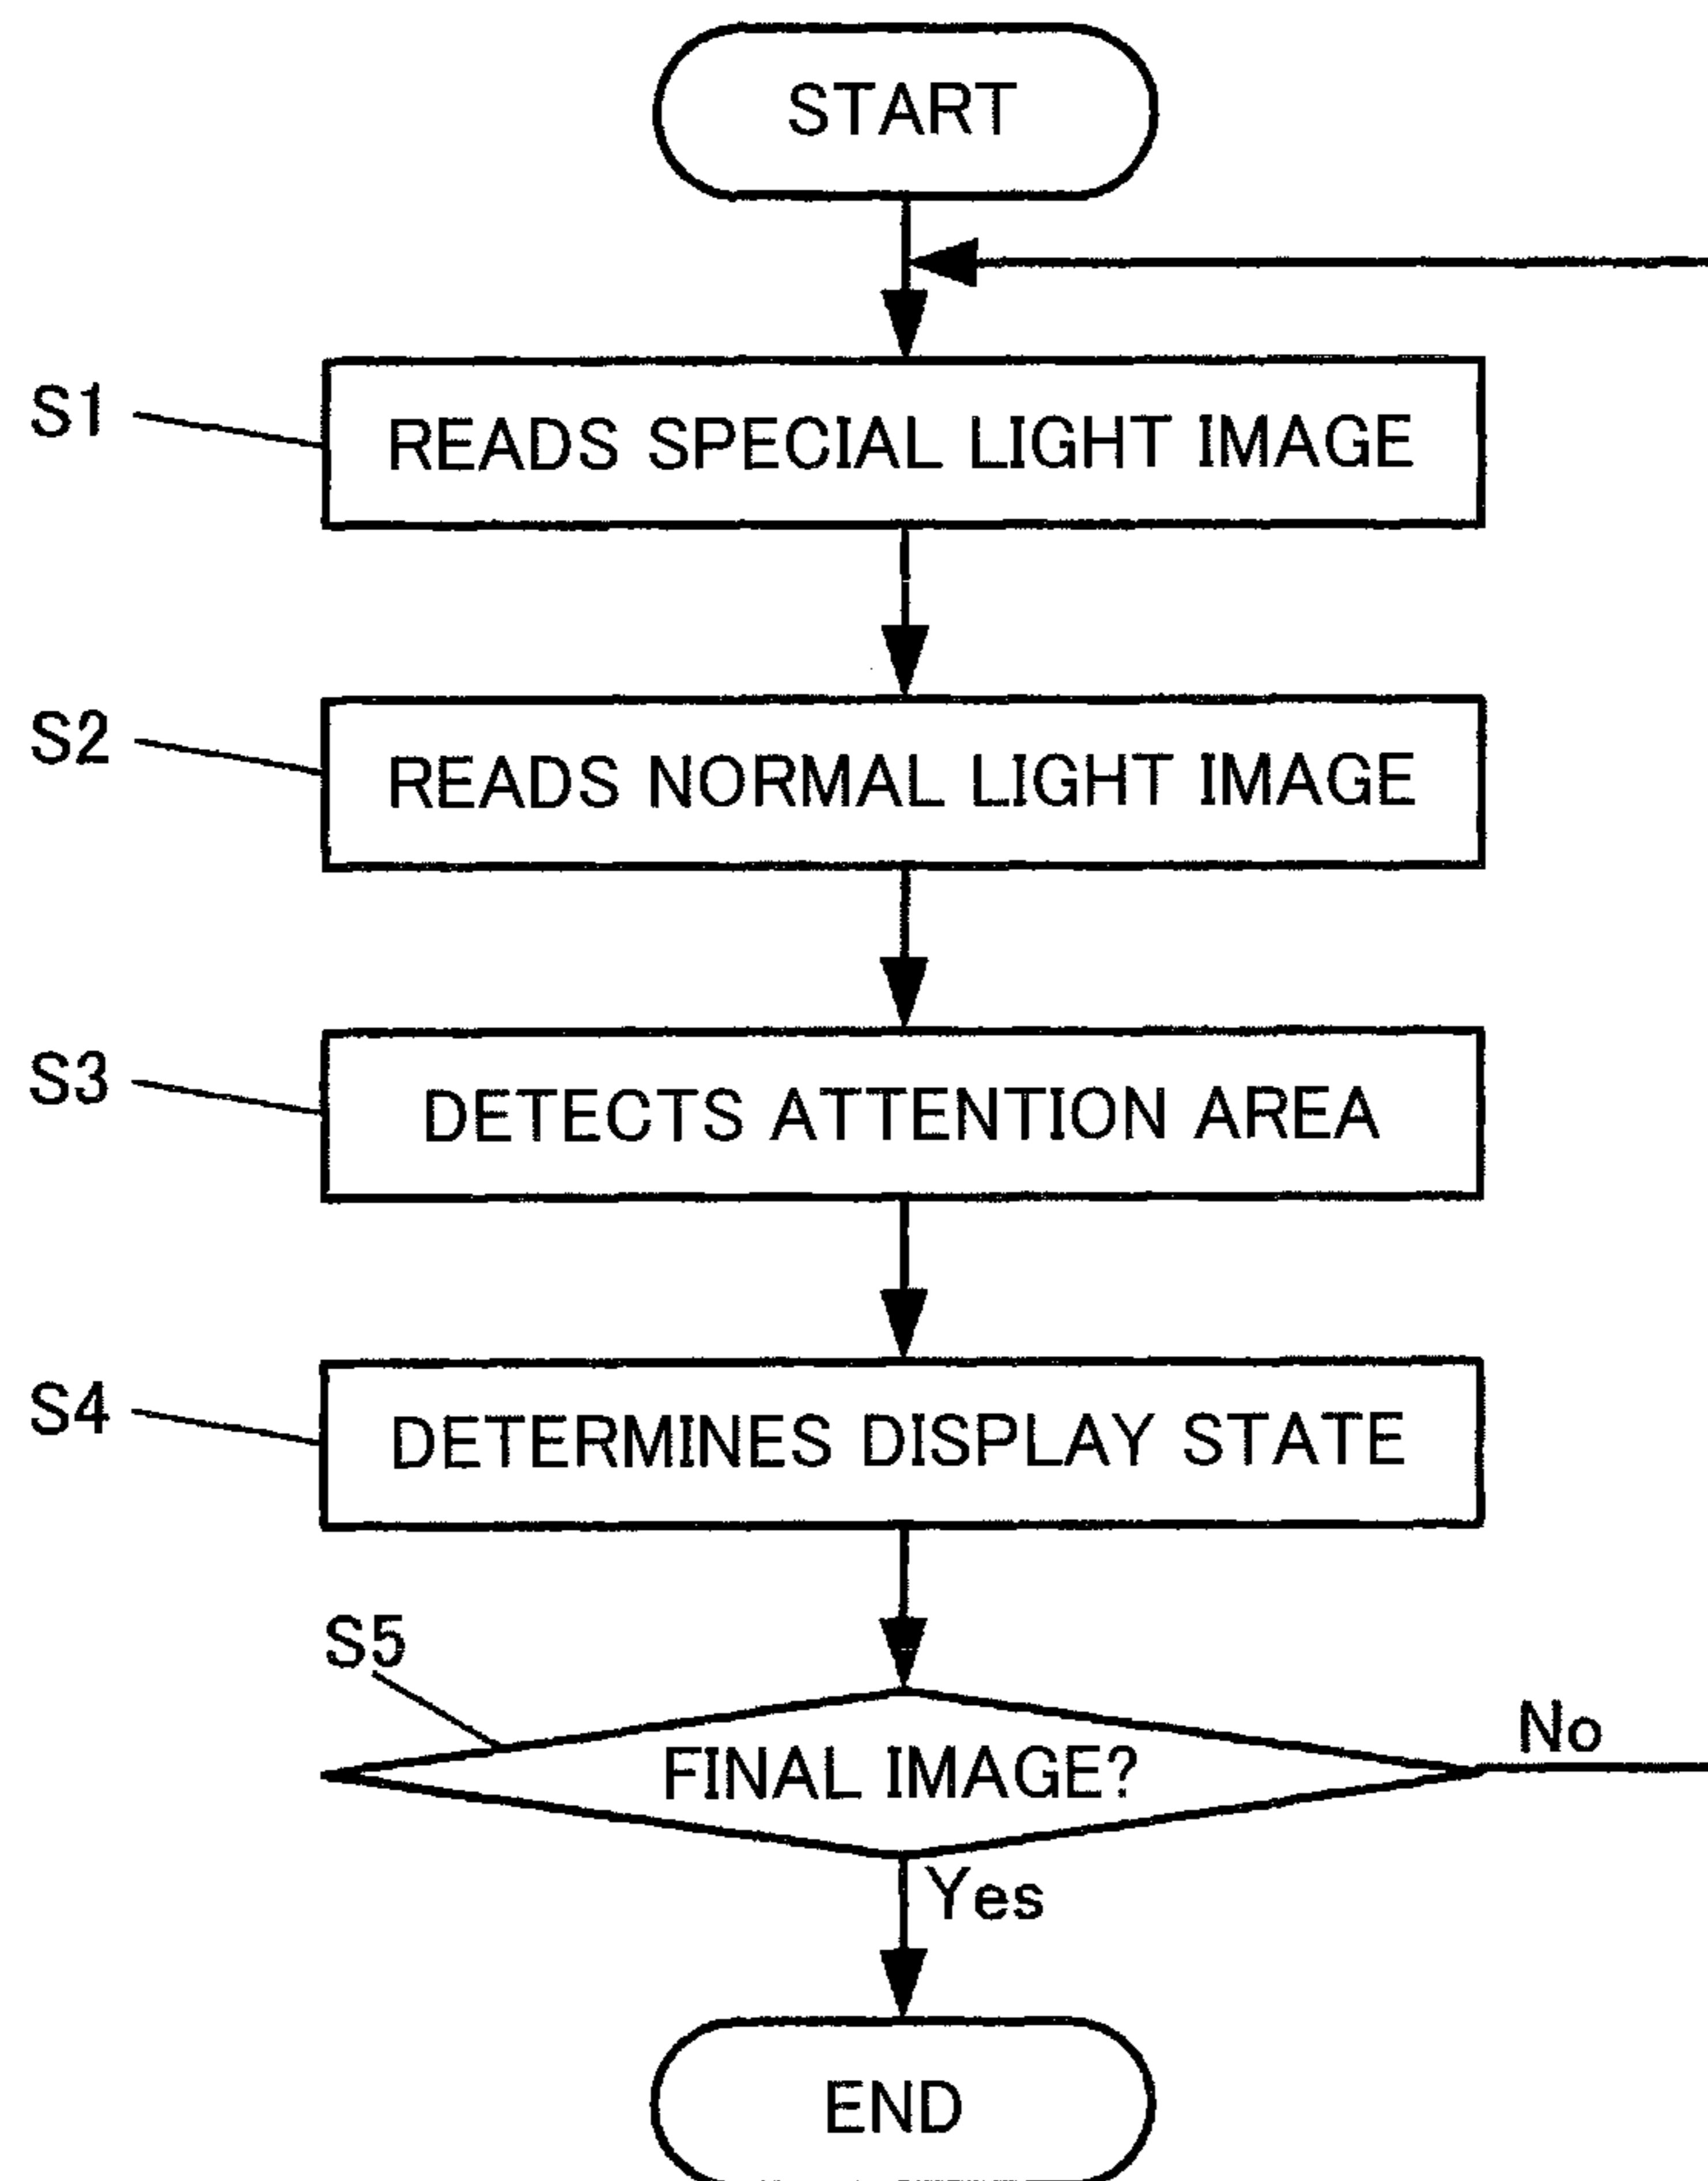 START
S1
READS SPECIAL LIGHT IMAGE
S2
READS NORMAL LIGHT IMAGE
S3
DETECTS ATTENTION AREA
S4
DETERMINES DISPLAY STATE
S5
FINAL IMAGE?
No
Yes
END